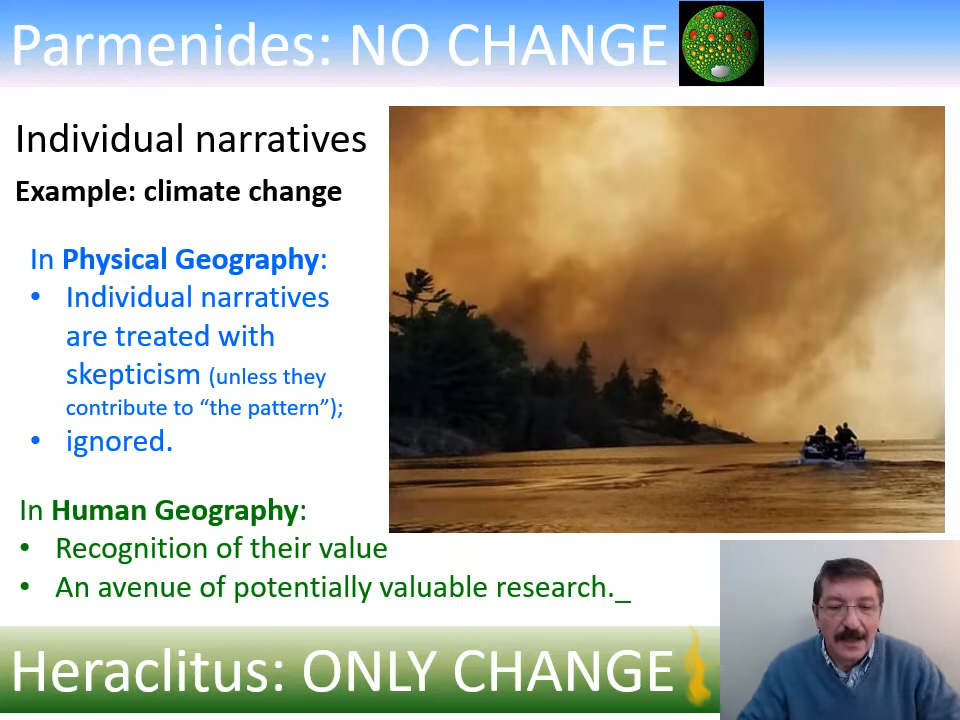 Parmenides: NO CHANGE
Individual narratives
Example: climate change
In Physical Geography:
• Individual narratives
are treated with
skepticism (unless they
contribute to “the pattern”);
• ignored.
In Human Geography:
• Recognition of their value
• An avenue of potentially valuable research._
Heraclitus: ONLY CHANGE